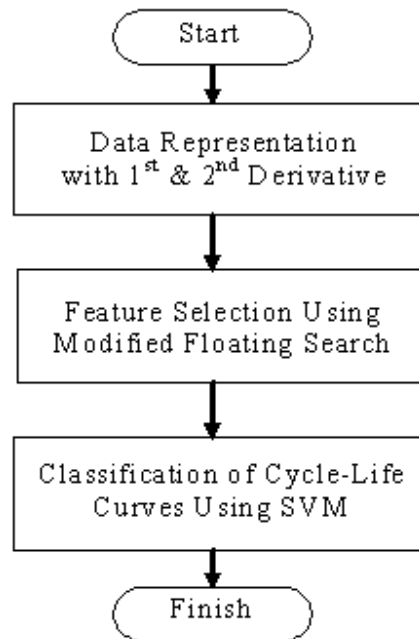 Start
Data Representation
with 1st & 2nd Derivative
Feature Selection Using
Modified Floating Search
Classification of Cycle-Life
Curves Using SVM
Finish